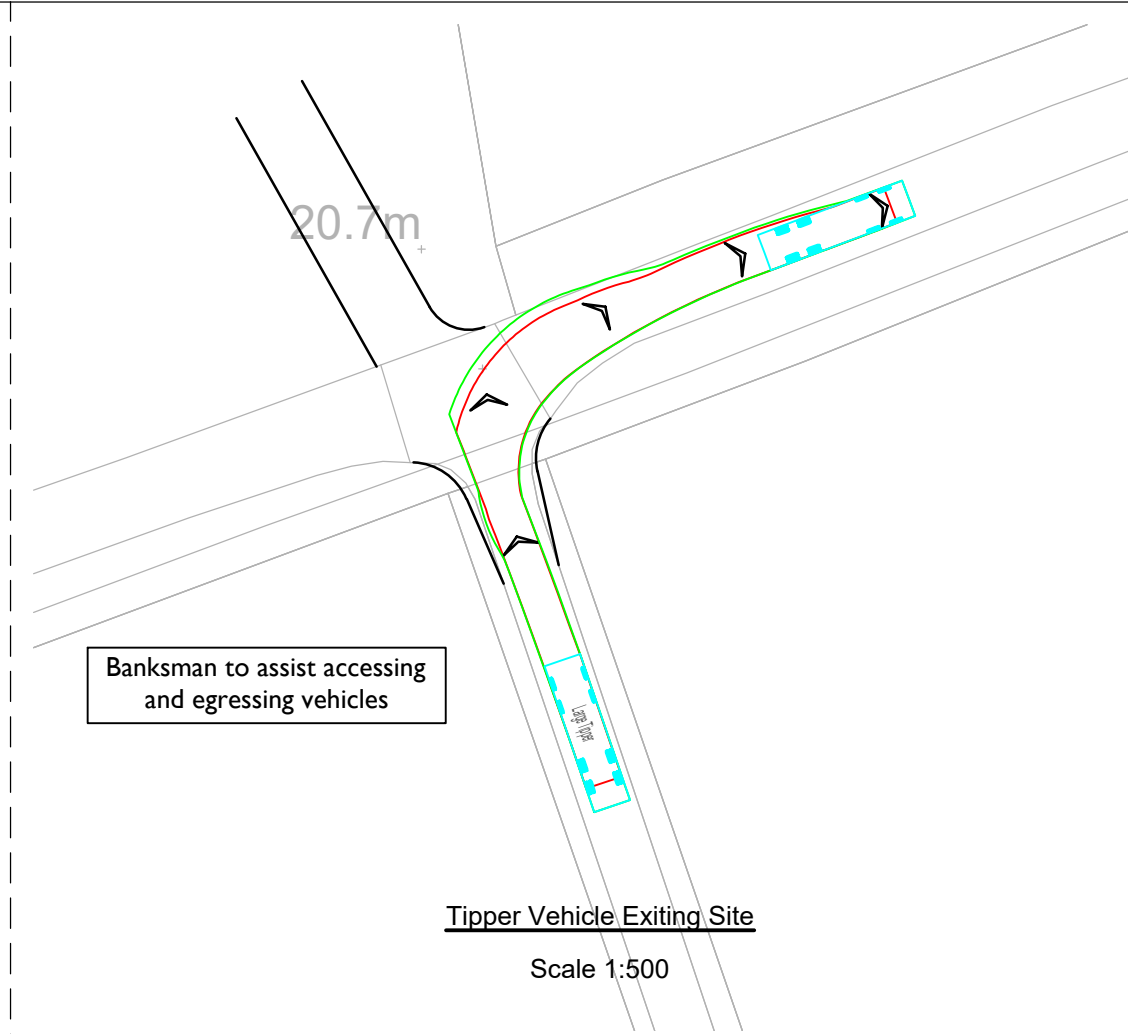 20.7m
Banksman to assist accessing
and egressing vehicles
Large Tipper
Tipper Vehicle Exiting Site
Scale 1:500